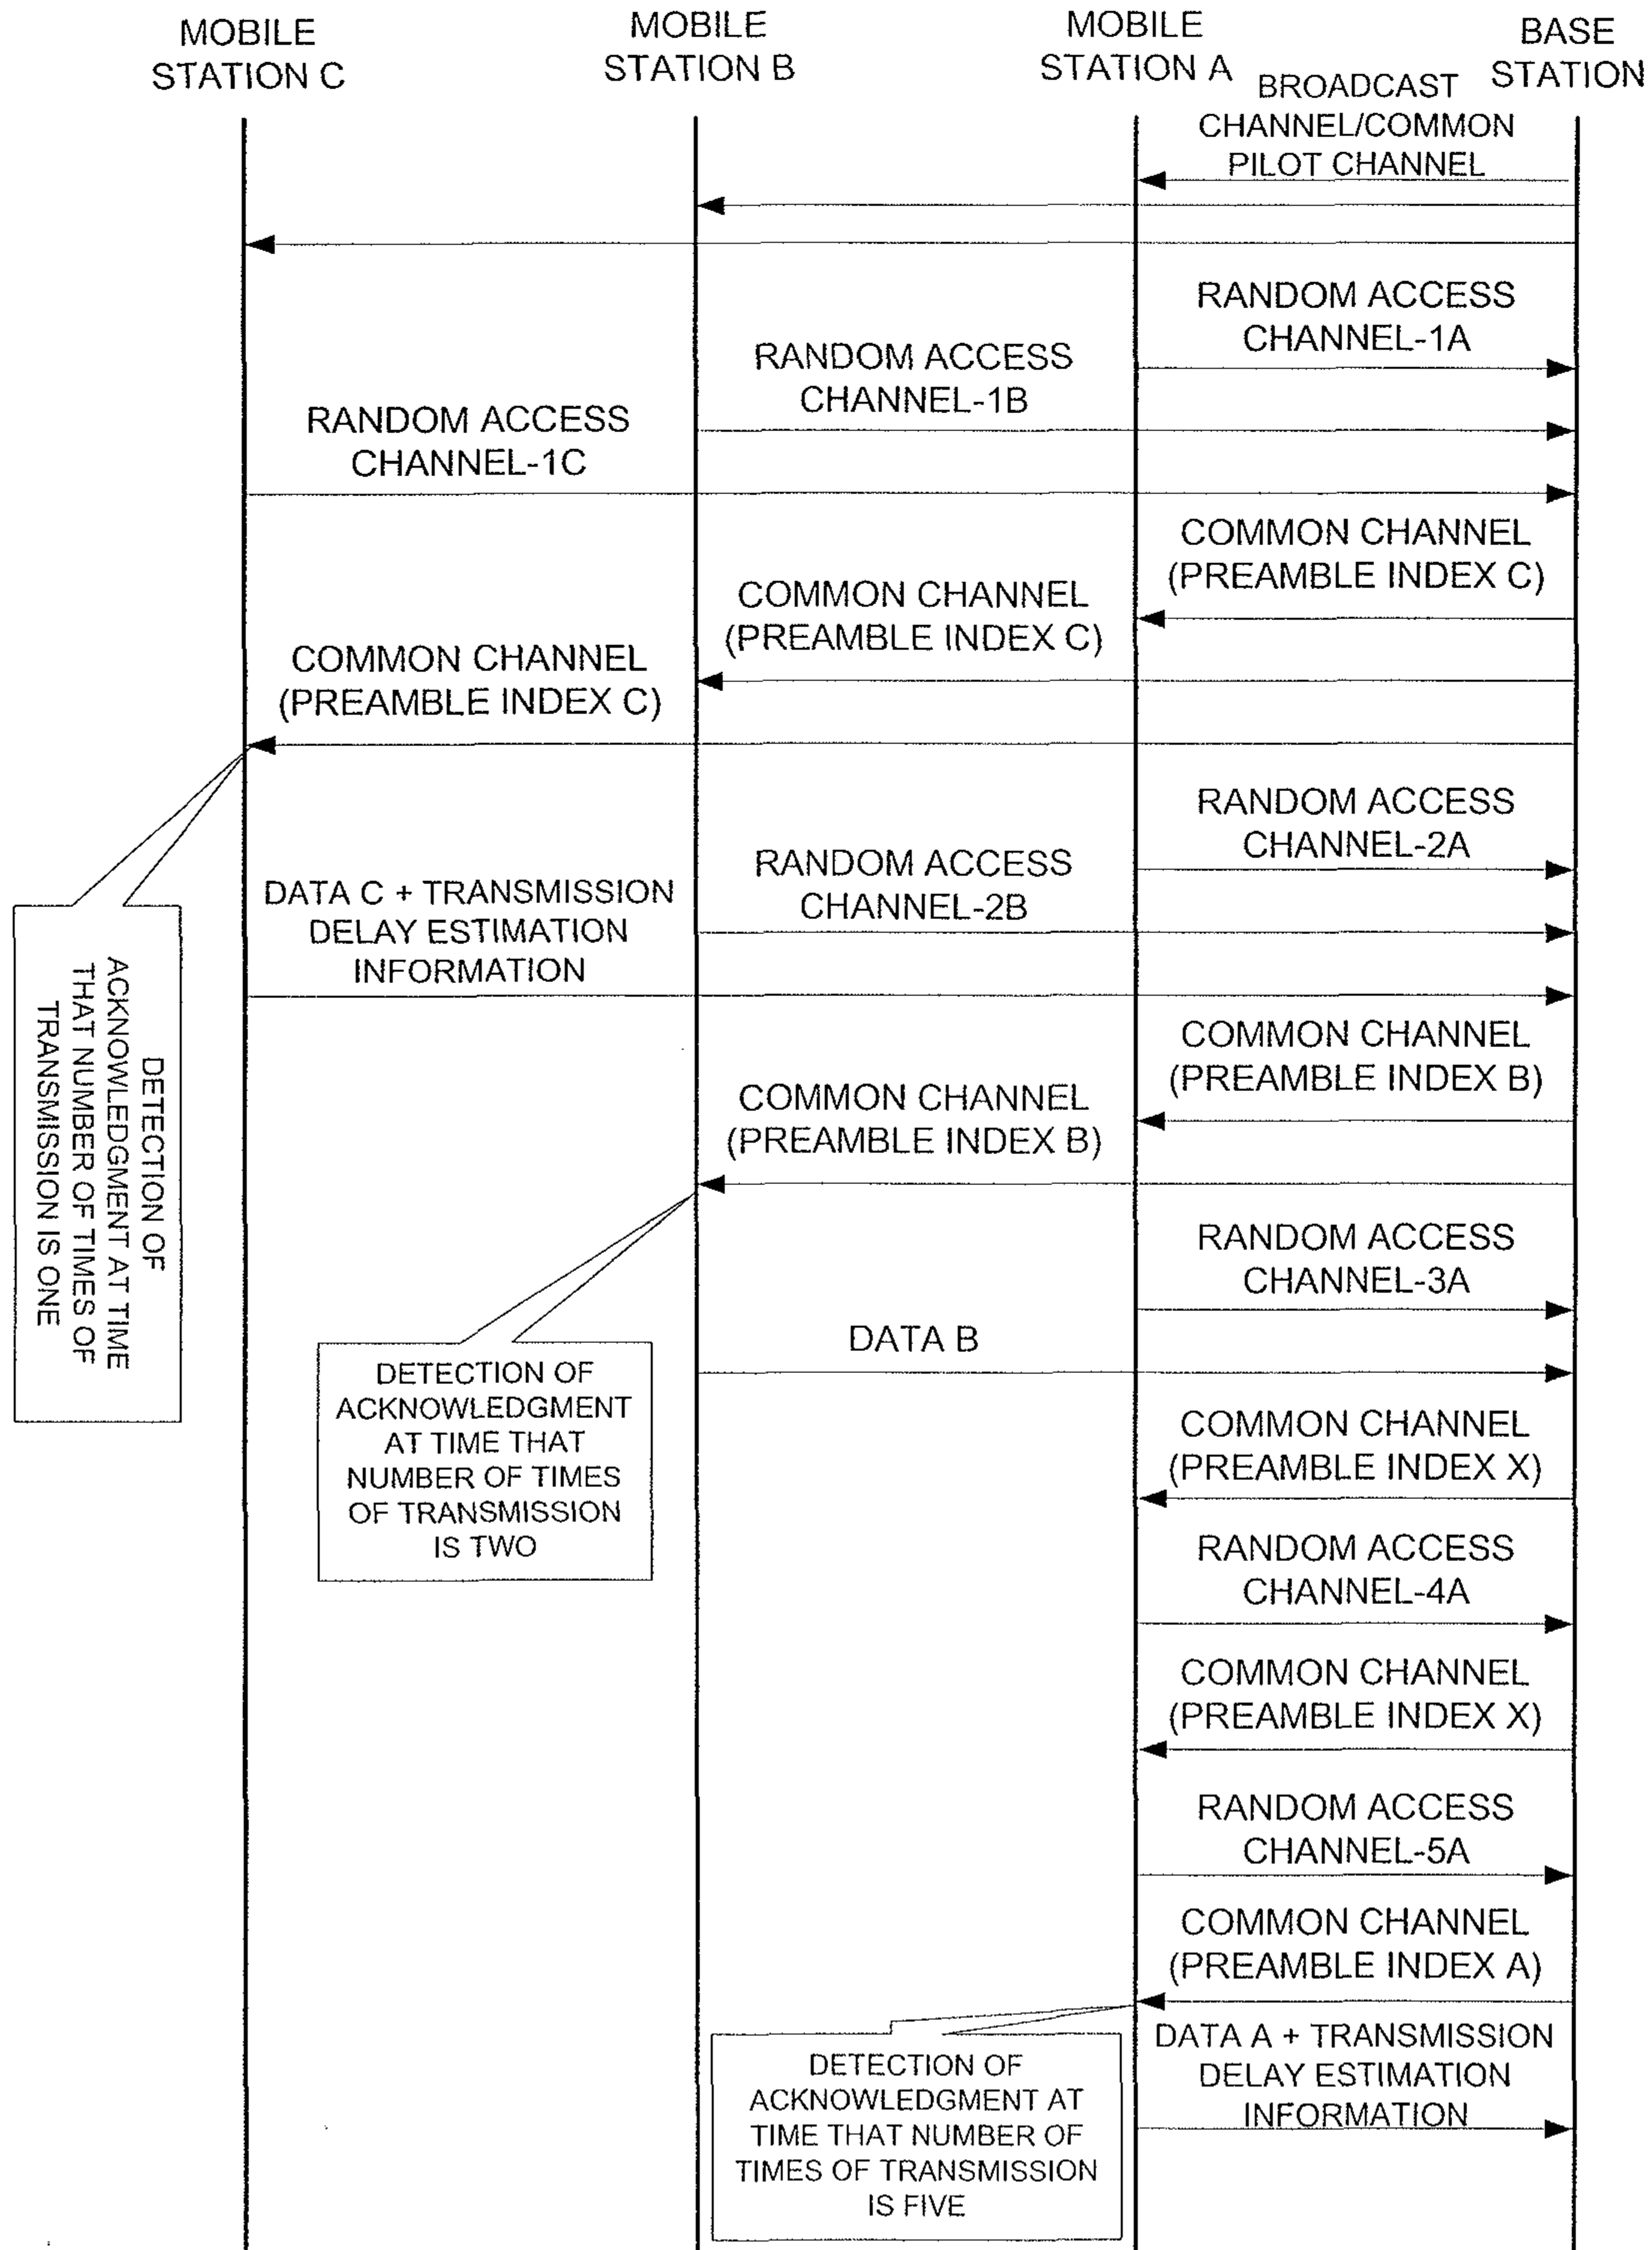 MOBILE
STATION C
MOBILE
STATION B
MOBILE
STATION A
BASE
STATION
BROADCAST
CHANNEL/COMMON
PILOT CHANNEL
RANDOM ACCESS
CHANNEL-1A
RANDOM ACCESS
CHANNEL-1B
RANDOM ACCESS
CHANNEL-1C
COMMON CHANNEL
(PREAMBLE INDEX C)
COMMON CHANNEL
(PREAMBLE INDEX C)
COMMON CHANNEL
(PREAMBLE INDEX C)
RANDOM ACCESS
CHANNEL-2A
RANDOM ACCESS
CHANNEL-2B
DATA C + TRANSMISSION
DELAY ESTIMATION
INFORMATION
DETECTION OF
ACKNOWLEDGMENT AT TIME
THAT NUMBER OF TIMES OF
TRANSMISSION IS ONE
COMMON CHANNEL
(PREAMBLE INDEX B)
COMMON CHANNEL
(PREAMBLE INDEX B)
RANDOM ACCESS
CHANNEL-3A
DATA B
DETECTION OF
ACKNOWLEDGMENT
AT TIME THAT
NUMBER OF TIMES
OF TRANSMISSION
IS TWO
COMMON CHANNEL
(PREAMBLE INDEX X)
RANDOM ACCESS
CHANNEL-4A
COMMON CHANNEL
(PREAMBLE INDEX X)
RANDOM ACCESS
CHANNEL-5A
COMMON CHANNEL
(PREAMBLE INDEX A)
DATA A + TRANSMISSION
DELAY ESTIMATION
INFORMATION
DETECTION OF
ACKNOWLEDGMENT AT
TIME THAT NUMBER OF
TIMES OF TRANSMISSION
IS FIVE